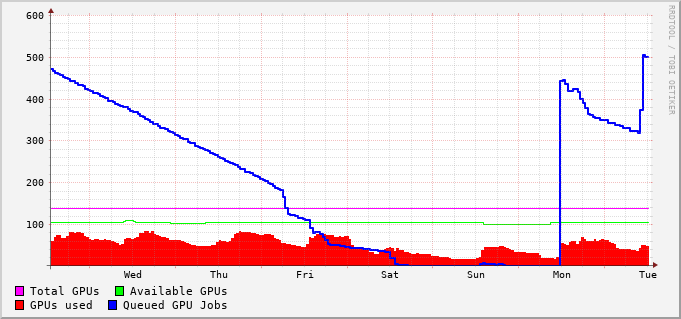 600
500
400
300
200
100
Wed Thu Fri Sat Sun Mon Tue
Total GPUs Available GPUs
GPUs used Queued GPU Jobs
RRDTOOL / TOBI OETIKER